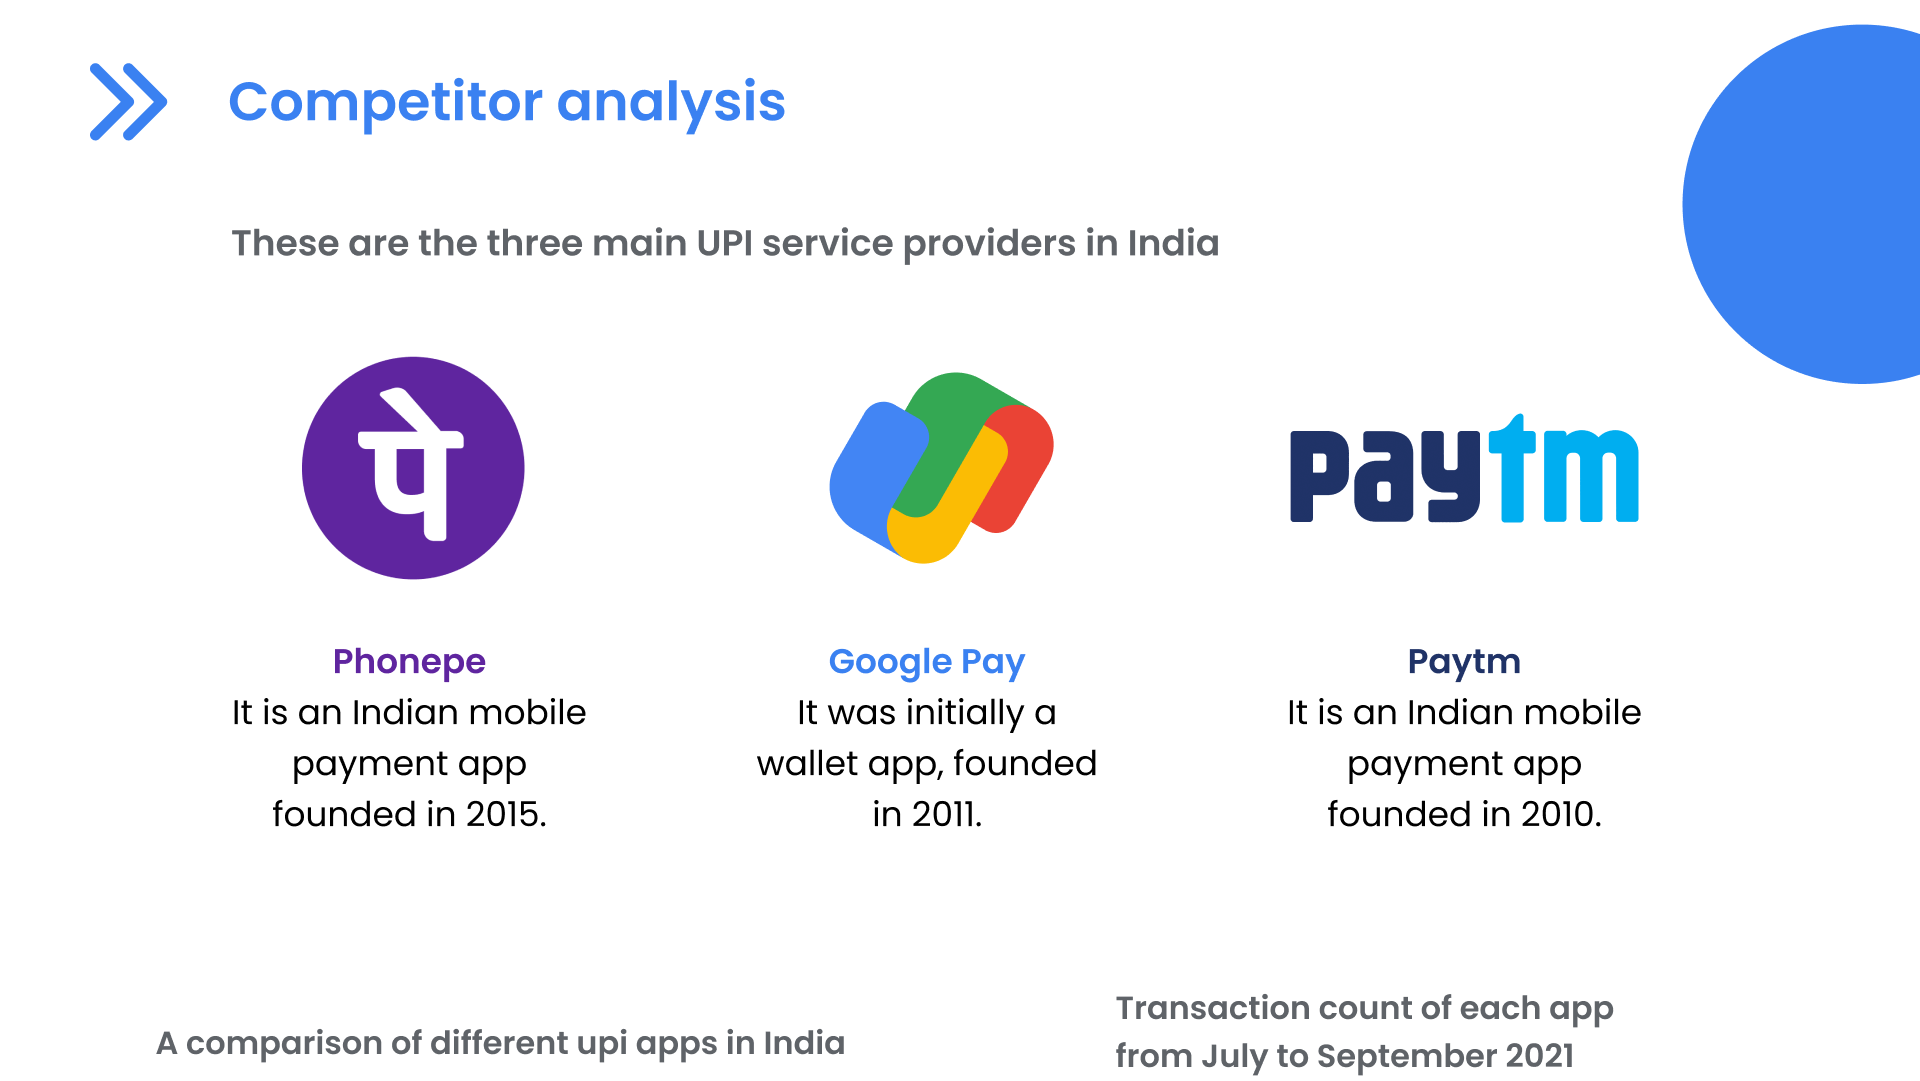 Competitor analysis
These are the three main UPI service providers in India
पे
paytm
Phonepe
It is an Indian mobile
payment app
founded in 2015.
Google Pay
It was initially a
wallet app, founded
in 2011.
Paytm
It is an Indian mobile
payment app
founded in 2010.
A comparison of different upi apps in India
Transaction count of each app
from July to September 2021